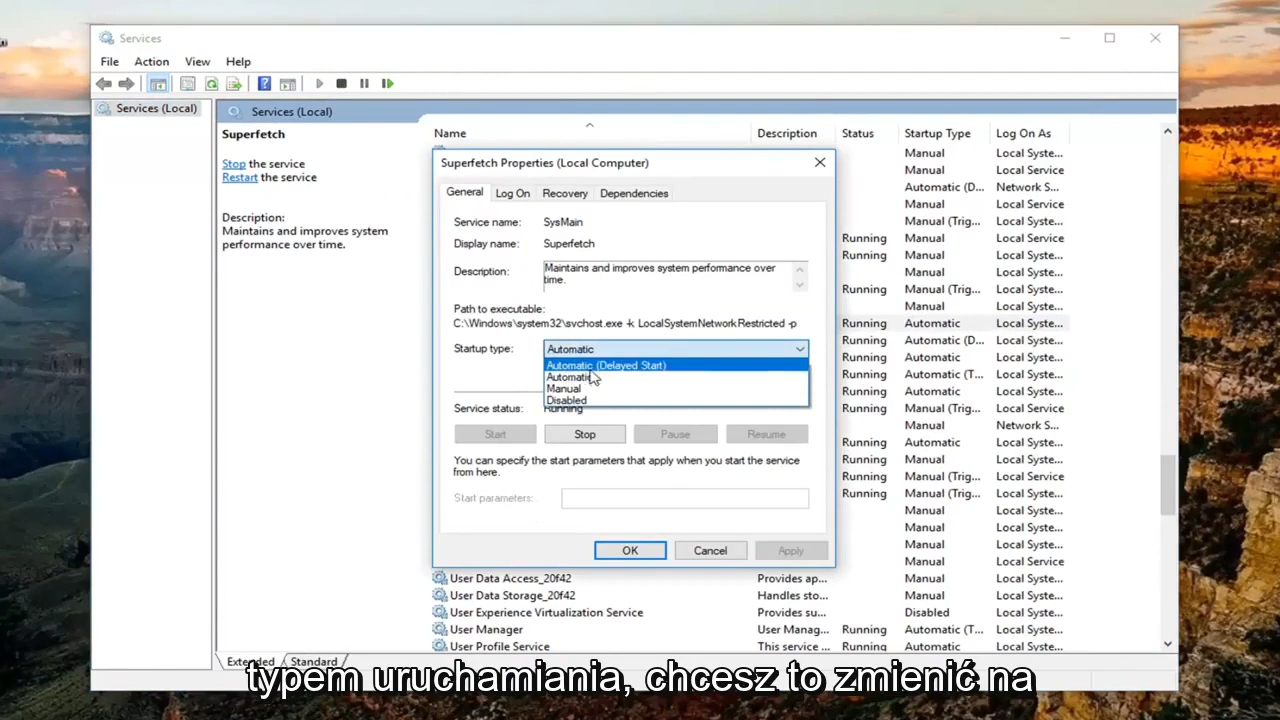 Services
File Action View Help
Services (Local)
Services (Local)
Superfetch
Stop the service
Restart the service
Description:
Maintains and improves system
performance over time.
Name Description Status Startup Type Log On As
Manual Local Syste...
Manual Local Service
Automatic (D... Network S...
Manual Local Service
Manual (Trig... Local Syste...
Running Manual Local Service
Running Manual Local Syste...
Manual Local Syste...
Running Manual (Trig... Local Syste...
Manual Local Syste...
Running Automatic Local Syste...
Running Automatic (D... Local Syste...
Running Automatic Local Syste...
Running Automatic (T... Local Syste...
Running Automatic Local Syste...
Running Manual (Trig... Local Service
Manual Network S...
Running Automatic Local Syste...
Running Manual Local Syste...
Running Manual (Trig... Local Service
Running Automatic (T... Local Syste...
Manual Local Syste...
Manual Local Syste...
Manual Local Syste...
Manual Local Service
User Data Access_20f42 Provides ap... Manual Local Syste...
User Data Storage_20f42 Handles sto... Manual Local Syste...
User Experience Virtualization Service Provides su... Disabled Local Syste...
User Manager User Manag... Running Automatic (T... Local Syste...
User Profile Service This service ... Running Automatic Local Syste...
Superfetch Properties (Local Computer)
General Log On Recovery Dependencies
Service name: SysMain
Display name: Superfetch
Description: Maintains and improves system performance over
time.
Path to executable:
C:\Windows\system32\svchost.exe -k LocalSystemNetworkRestricted -p
Startup type: Automatic
Automatic (Delayed Start)
Automatic
Manual
Disabled
Service status: Running
Start Stop Pause Resume
You can specify the start parameters that apply when you start the service
from here.
Start parameters:
OK Cancel Apply
Extended Standard
typem uruchamiania, chcesz to zmienić na